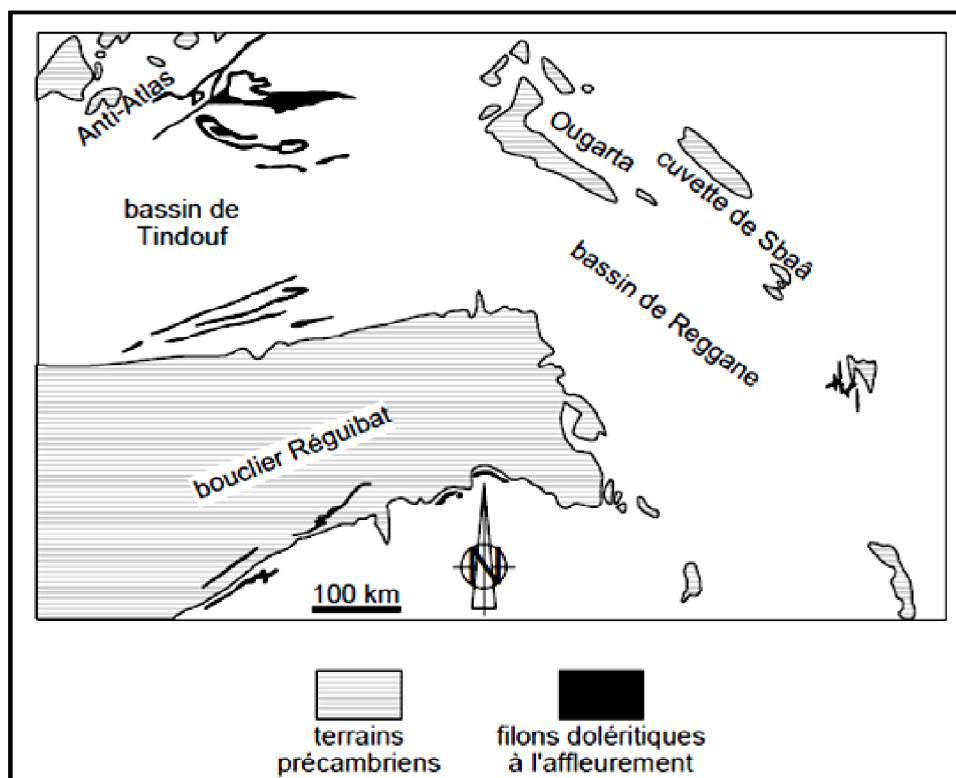 Anti-Atlas
Ougarta
cuvette de Sbaâ
bassin de
Tindouf
bassin de Reggane
bouclier Réguibat
N
100 km
terrains
précambriens
filons doléritiques
à l'affleurement